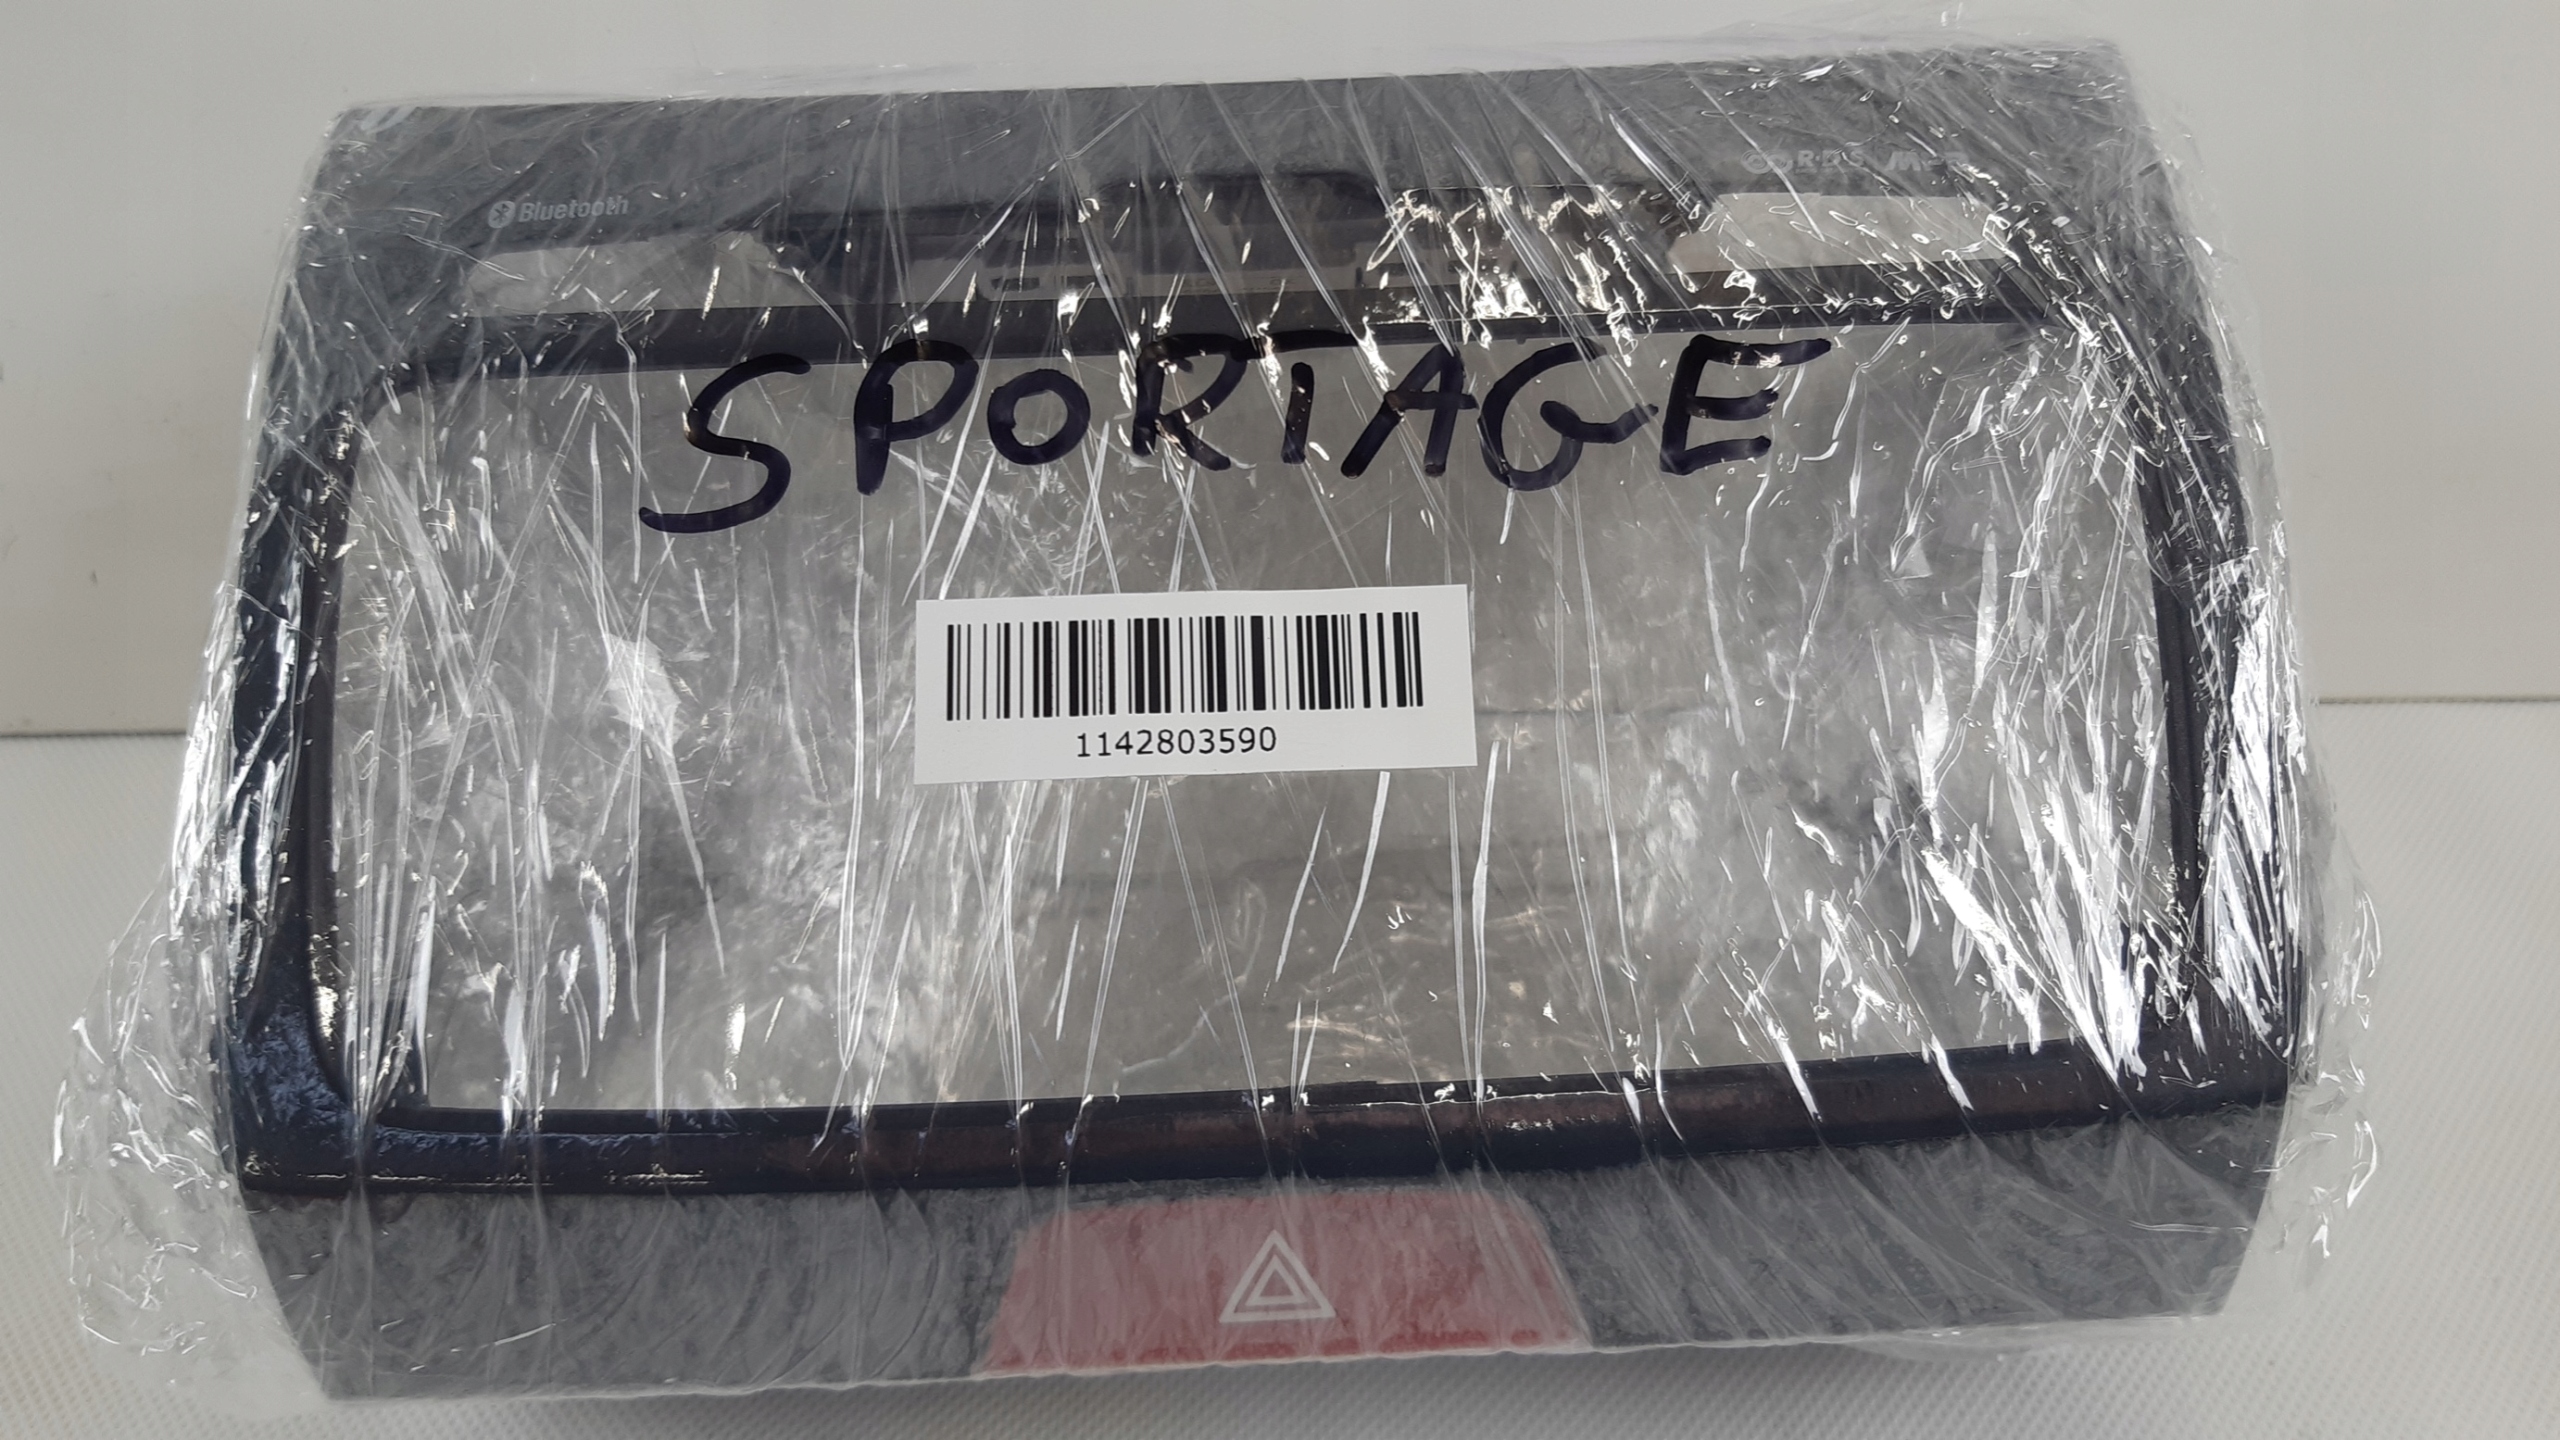 Bluetooth
R·D·S
SPORTAGE
1142803590